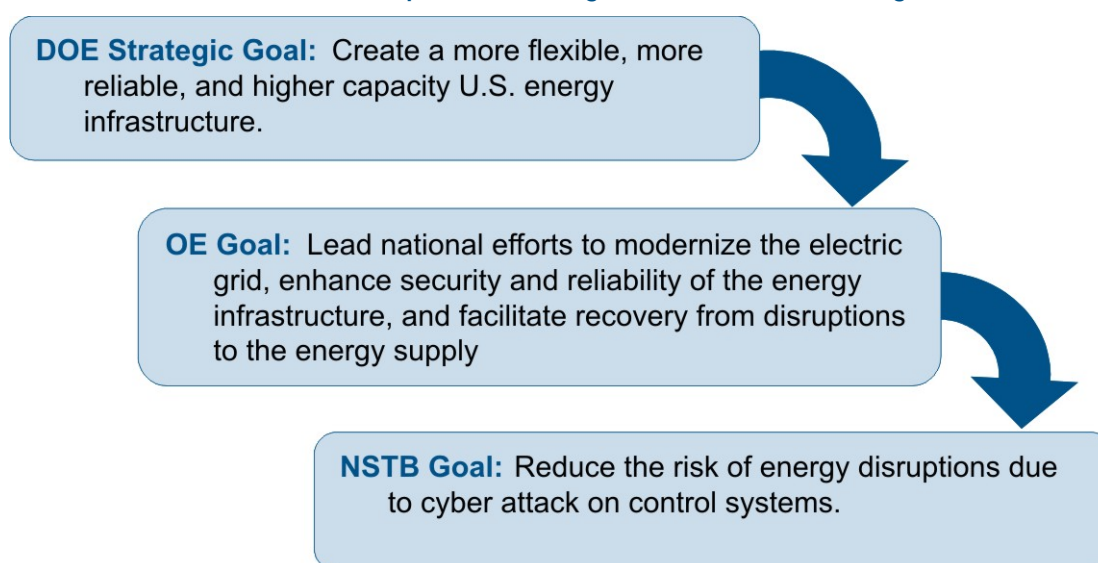 DOE Strategic Goal: Create a more flexible, more
reliable, and higher capacity U.S. energy
infrastructure.
OE Goal: Lead national efforts to modernize the electric
grid, enhance security and reliability of the energy
infrastructure, and facilitate recovery from disruptions
to the energy supply
NSTB Goal: Reduce the risk of energy disruptions due
to cyber attack on control systems.